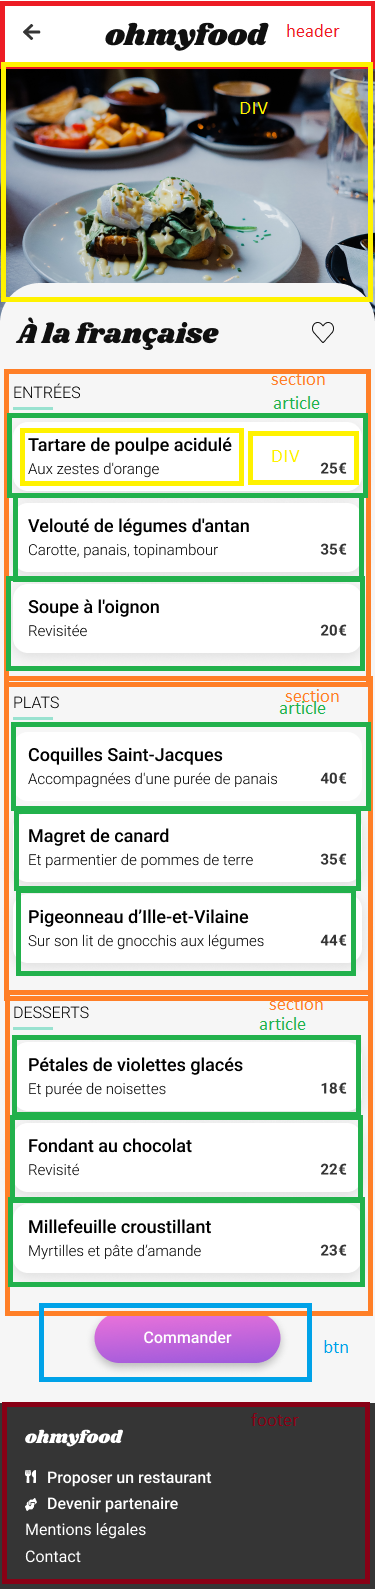 ohmyfood header
DIV
À la française
section
ENTRÉES
article
Tartare de poulpe acidulé
Aux zestes d'orange
DIV
25€
Velouté de légumes d'antan
Carotte, panais, topinambour 35€
Soupe à l'oignon
Revisitée 20€
section
PLATS
article
Coquilles Saint-Jacques
Accompagnées d'une purée de panais 40€
Magret de canard
Et parmentier de pommes de terre 35€
Pigeonneau d’Ille-et-Vilaine
Sur son lit de gnocchis aux légumes 44€
section
DESSERTS
article
Pétales de violettes glacés
Et purée de noisettes 18€
Fondant au chocolat
Revisité 22€
Millefeuille croustillant
Myrtilles et pâte d’amande 23€
Commander
btn
footer
ohmyfood
Proposer un restaurant
Devenir partenaire
Mentions légales
Contact